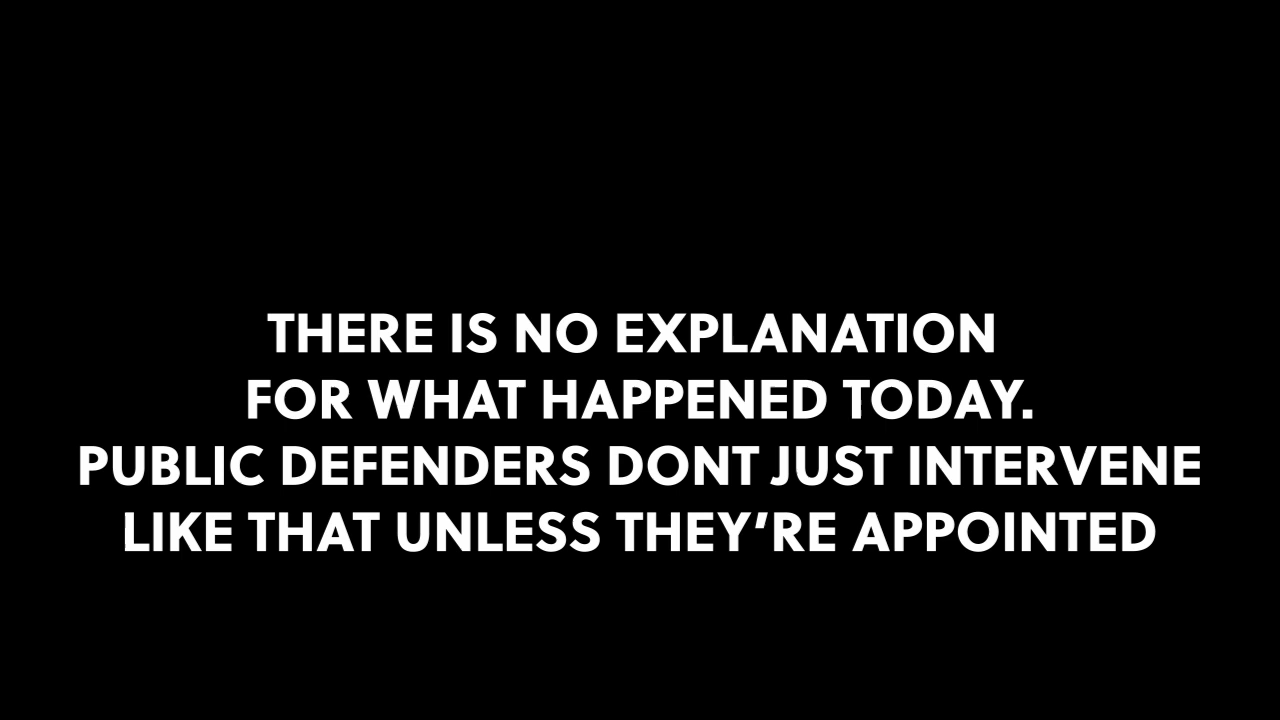 THERE IS NO EXPLANATION
FOR WHAT HAPPENED TODAY.
PUBLIC DEFENDERS DONT JUST INTERVENE
LIKE THAT UNLESS THEY'RE APPOINTED